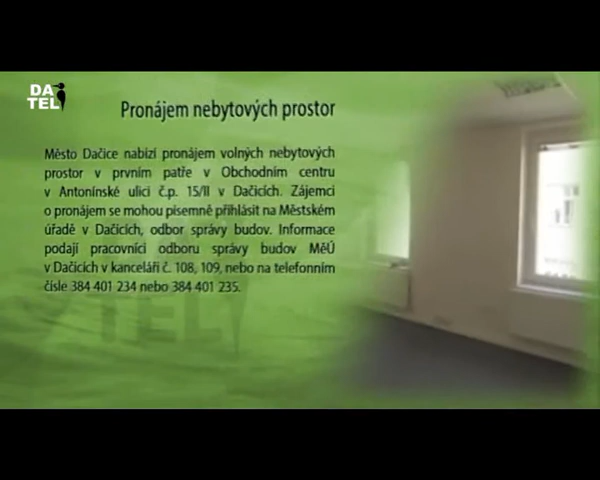 DA
TEL
Pronájem nebytových prostor
Město Dačice nabízí pronájem volných nebytových
prostor v prvním patře v Obchodním centru
v Antonínské ulici č.p. 15/II v Dačicích. Zájemci
o pronájem se mohou písemně přihlásit na Městském
úřadě v Dačicích, odbor správy budov. Informace
podají pracovníci odboru správy budov MěÚ
v Dačicích v kanceláři č. 108, 109, nebo na telefonním
čísle 384 401 234 nebo 384 401 235.
TEL